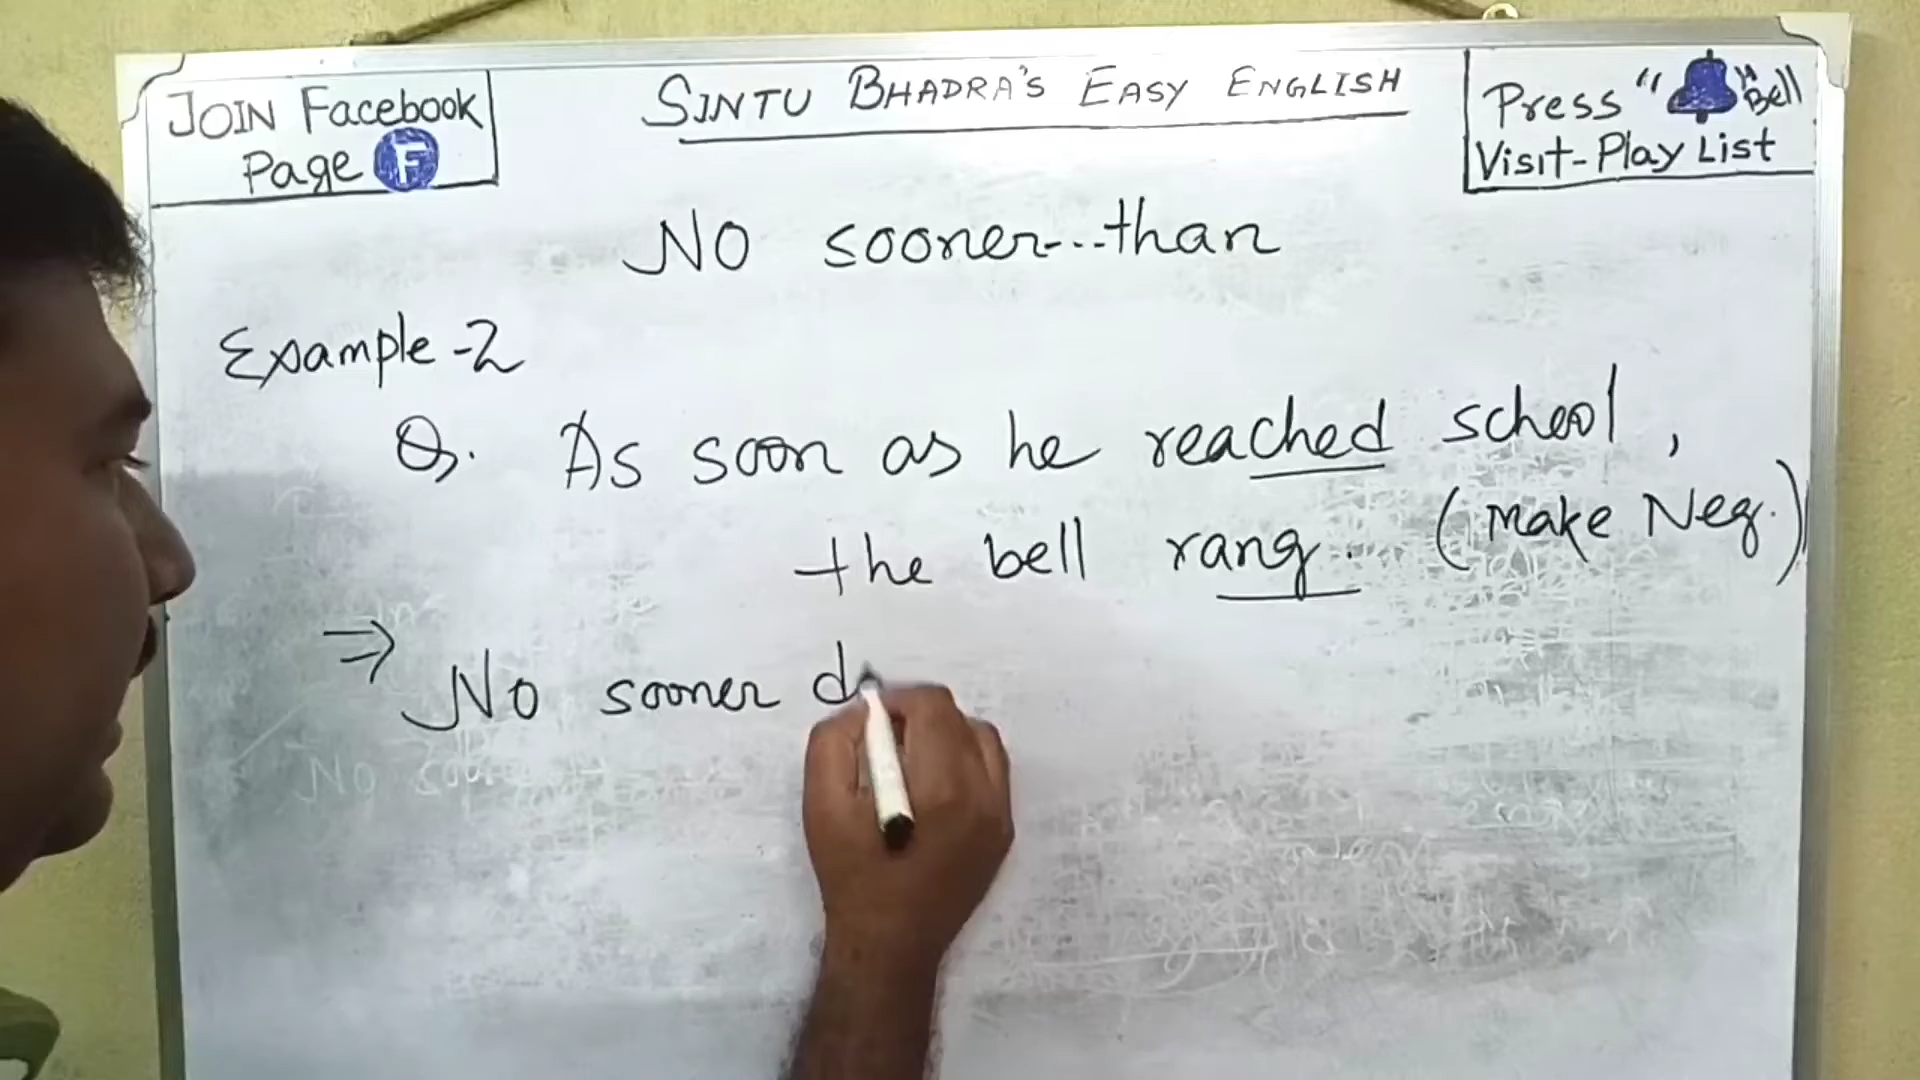 JOIN Facebook
Page F
SINTU BHADRA'S EASY ENGLISH
Press " " Bell
Visit-Play List
No sooner---than
Example-2
Q. As soon as he reached school,
the bell rang. (Make Neg.)
⇒ No sooner d
No